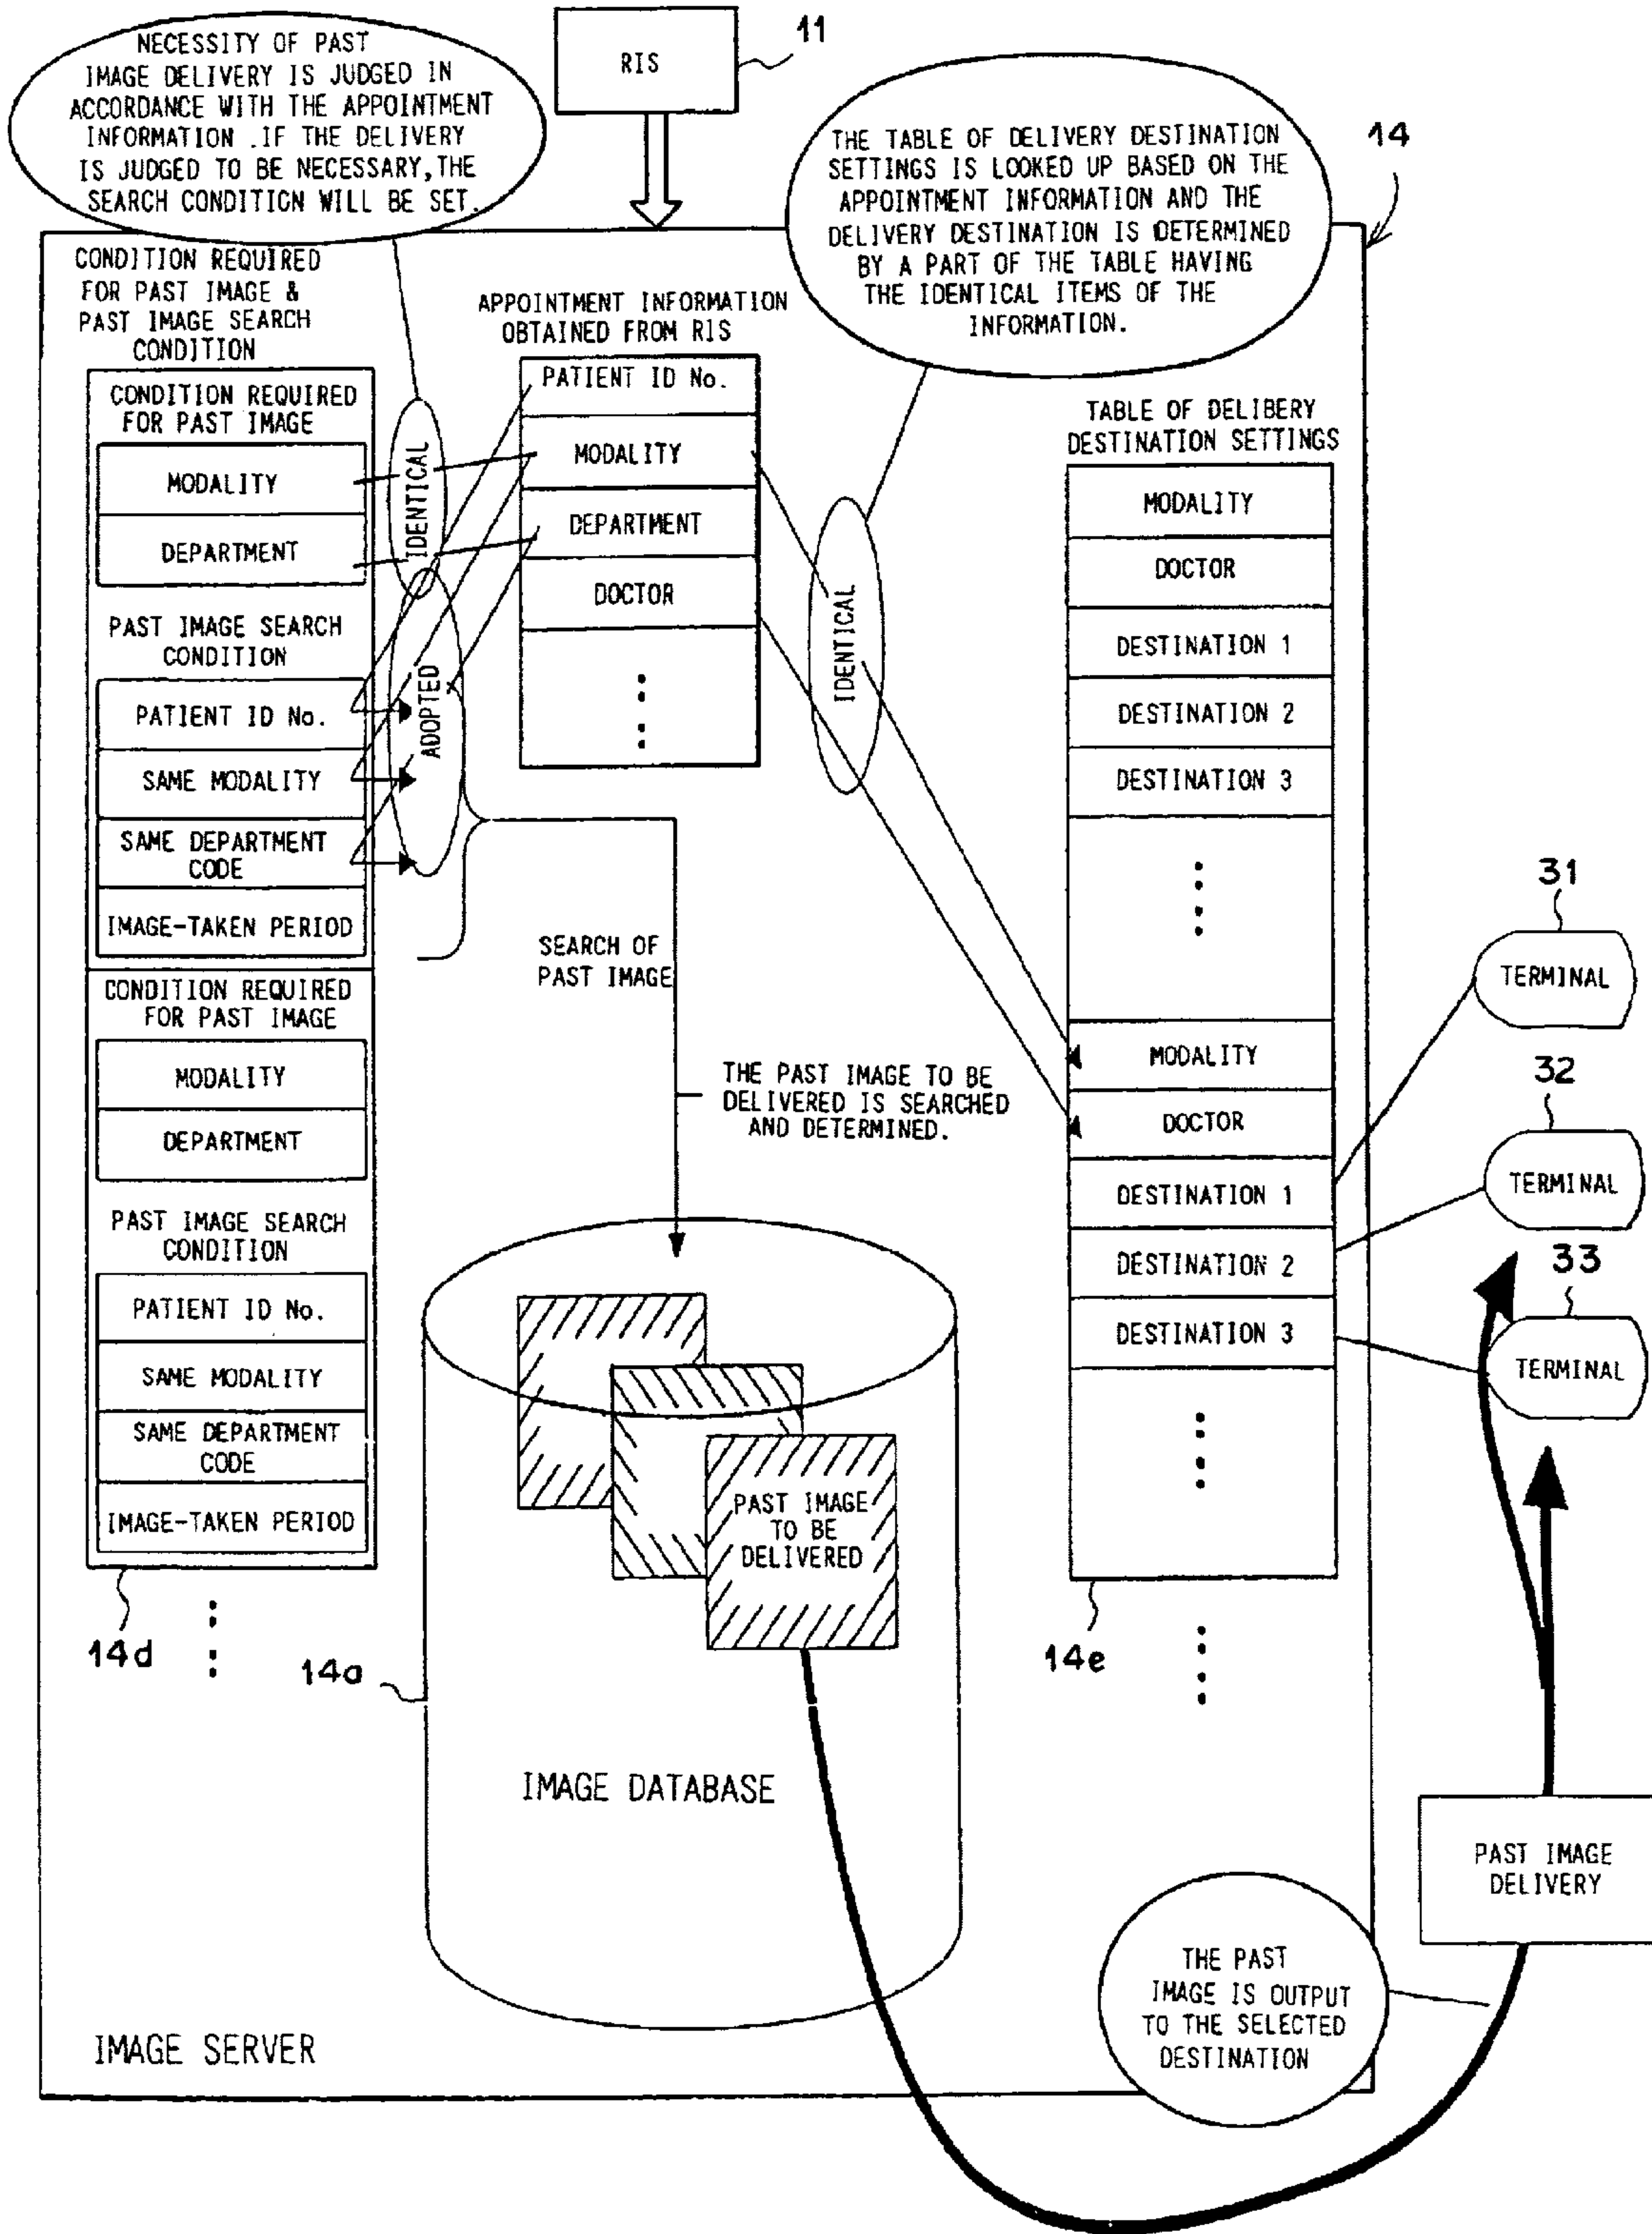 NECESSITY OF PAST
IMAGE DELIVERY IS JUDGED IN
ACCORDANCE WITH THE APPOINTMENT
INFORMATION .IF THE DELIVERY
IS JUDGED TO BE NECESSARY,THE
SEARCH CONDITION WILL BE SET.
RIS
11
THE TABLE OF DELIVERY DESTINATION
SETTINGS IS LOOKED UP BASED ON THE
APPOINTMENT INFORMATION AND THE
DELIVERY DESTINATION IS DETERMINED
BY A PART OF THE TABLE HAVING
THE IDENTICAL ITEMS OF THE
INFORMATION.
14
CONDITION REQUIRED
FOR PAST IMAGE &
PAST IMAGE SEARCH
CONDITION
CONDITION REQUIRED
FOR PAST IMAGE
MODALITY
DEPARTMENT
PAST IMAGE SEARCH
CONDITION
PATIENT ID No.
SAME MODALITY
SAME DEPARTMENT
CODE
IMAGE-TAKEN PERIOD
CONDITION REQUIRED
FOR PAST IMAGE
MODALITY
DEPARTMENT
PAST IMAGE SEARCH
CONDITION
PATIENT ID No.
SAME MODALITY
SAME DEPARTMENT
CODE
IMAGE-TAKEN PERIOD
14d
IDENTICAL
ADOPTED
APPOINTMENT INFORMATION
OBTAINED FROM RIS
PATIENT ID No.
MODALITY
DEPARTMENT
DOCTOR
IDENTICAL
SEARCH OF
PAST IMAGE
THE PAST IMAGE TO BE
DELIVERED IS SEARCHED
AND DETERMINED.
PAST IMAGE
TO BE
DELIVERED
14a
IMAGE DATABASE
TABLE OF DELIBERY
DESTINATION SETTINGS
MODALITY
DOCTOR
DESTINATION 1
DESTINATION 2
DESTINATION 3
MODALITY
DOCTOR
DESTINATION 1
DESTINATION 2
DESTINATION 3
14e
31
TERMINAL
32
TERMINAL
33
TERMINAL
PAST IMAGE
DELIVERY
THE PAST
IMAGE IS OUTPUT
TO THE SELECTED
DESTINATION
IMAGE SERVER